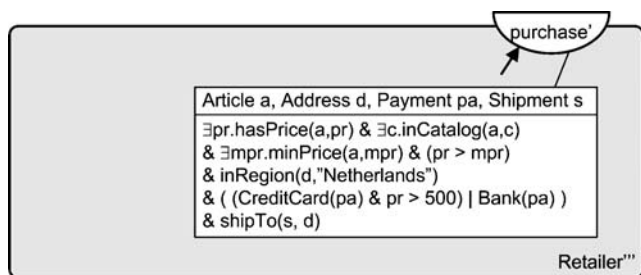 purchase'
Article a, Address d, Payment pa, Shipment s
∃pr.hasPrice(a,pr) & ∃c.inCatalog(a,c)
& ∃mpr.minPrice(a,mpr) & (pr > mpr)
& inRegion(d,"Netherlands")
& ( (CreditCard(pa) & pr > 500) | Bank(pa) )
& shipTo(s, d)
Retailer'''